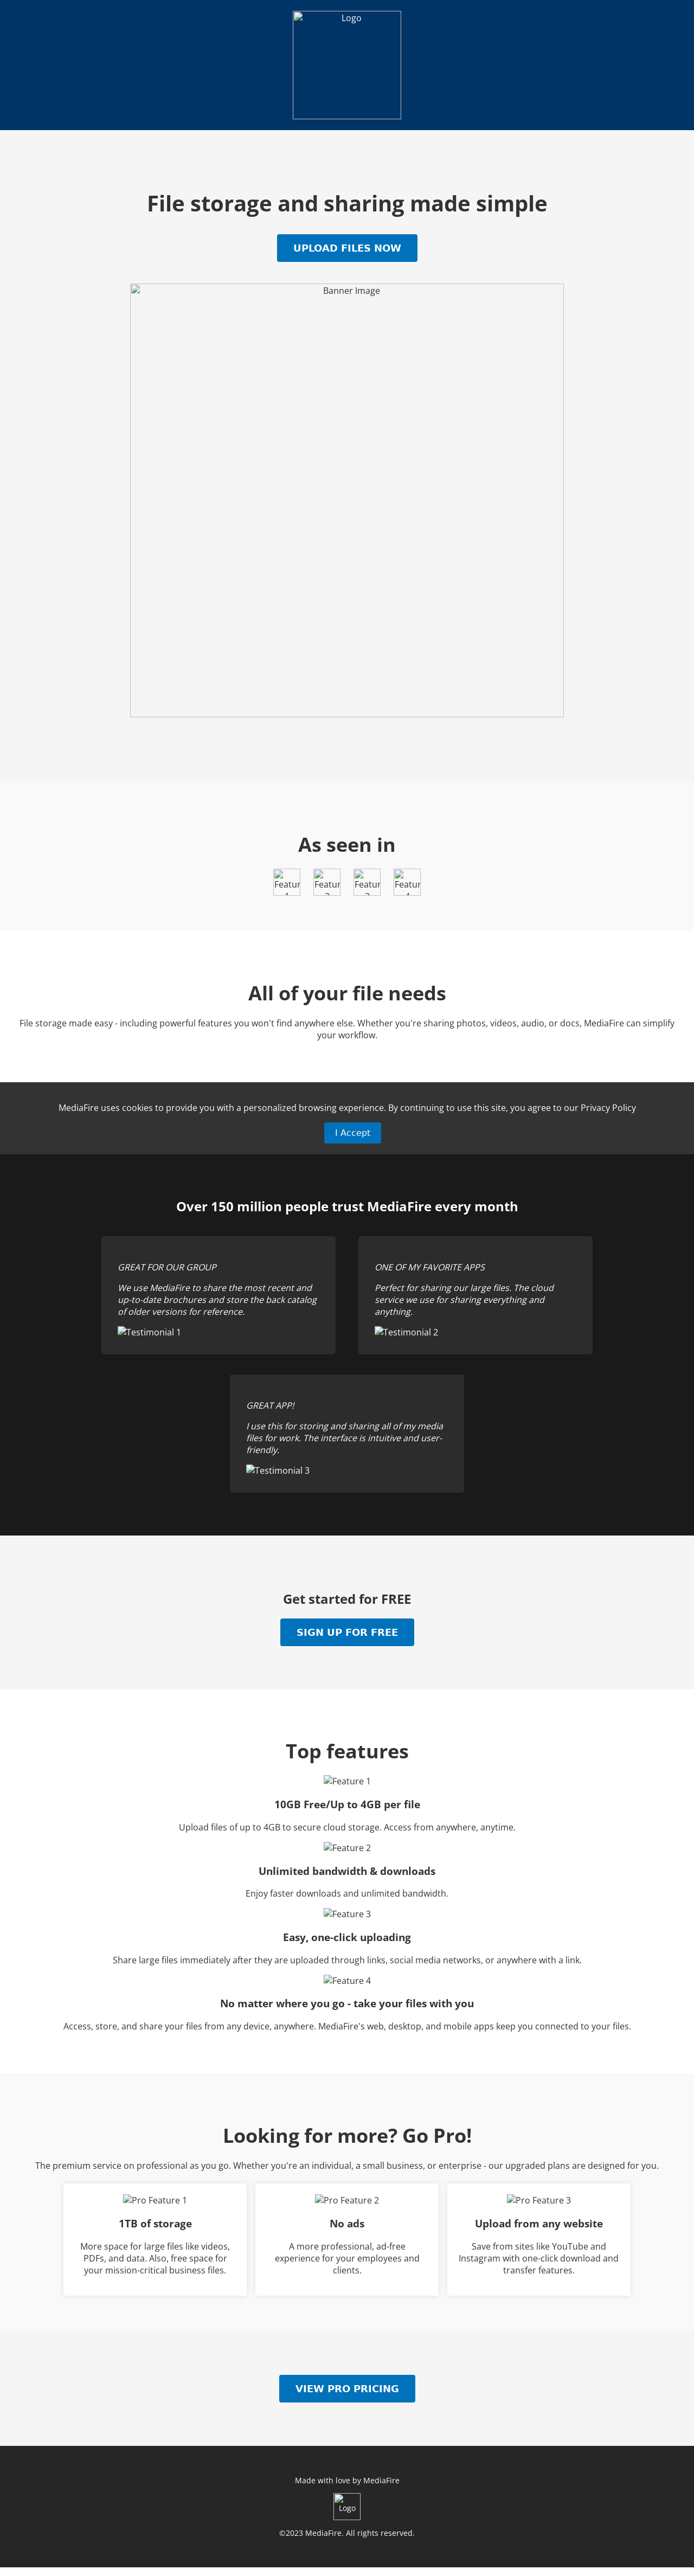 Logo
File storage and sharing made simple
UPLOAD FILES NOW
Banner Image
As seen in
Featur Featur Featur Featur
1
All of your file needs
File storage made easy - including powerful features you won't find anywhere else. Whether you're sharing photos, videos, audio, or docs, MediaFire can simplify
your workflow.
MediaFire uses cookies to provide you with a personalized browsing experience. By continuing to use this site, you agree to our Privacy Policy
I Accept
Over 150 million people trust MediaFire every month
GREAT FOR OUR GROUP
We use MediaFire to share the most recent and
up-to-date brochures and store the back catalog
of older versions for reference.
Testimonial 1
ONE OF MY FAVORITE APPS
Perfect for sharing our large files. The cloud
service we use for sharing everything and
anything.
Testimonial 2
GREAT APP!
I use this for storing and sharing all of my media
files for work. The interface is intuitive and user-
friendly.
Testimonial 3
Get started for FREE
SIGN UP FOR FREE
Top features
Feature 1
10GB Free/Up to 4GB per file
Upload files of up to 4GB to secure cloud storage. Access from anywhere, anytime.
Feature 2
Unlimited bandwidth & downloads
Enjoy faster downloads and unlimited bandwidth.
Feature 3
Easy, one-click uploading
Share large files immediately after they are uploaded through links, social media networks, or anywhere with a link.
Feature 4
No matter where you go - take your files with you
Access, store, and share your files from any device, anywhere. MediaFire's web, desktop, and mobile apps keep you connected to your files.
Looking for more? Go Pro!
The premium service on professional as you go. Whether you're an individual, a small business, or enterprise - our upgraded plans are designed for you.
Pro Feature 1
1TB of storage
More space for large files like videos,
PDFs, and data. Also, free space for
your mission-critical business files.
Pro Feature 2
No ads
A more professional, ad-free
experience for your employees and
clients.
Pro Feature 3
Upload from any website
Save from sites like YouTube and
Instagram with one-click download and
transfer features.
VIEW PRO PRICING
Made with love by MediaFire
Logo
©2023 MediaFire. All rights reserved.